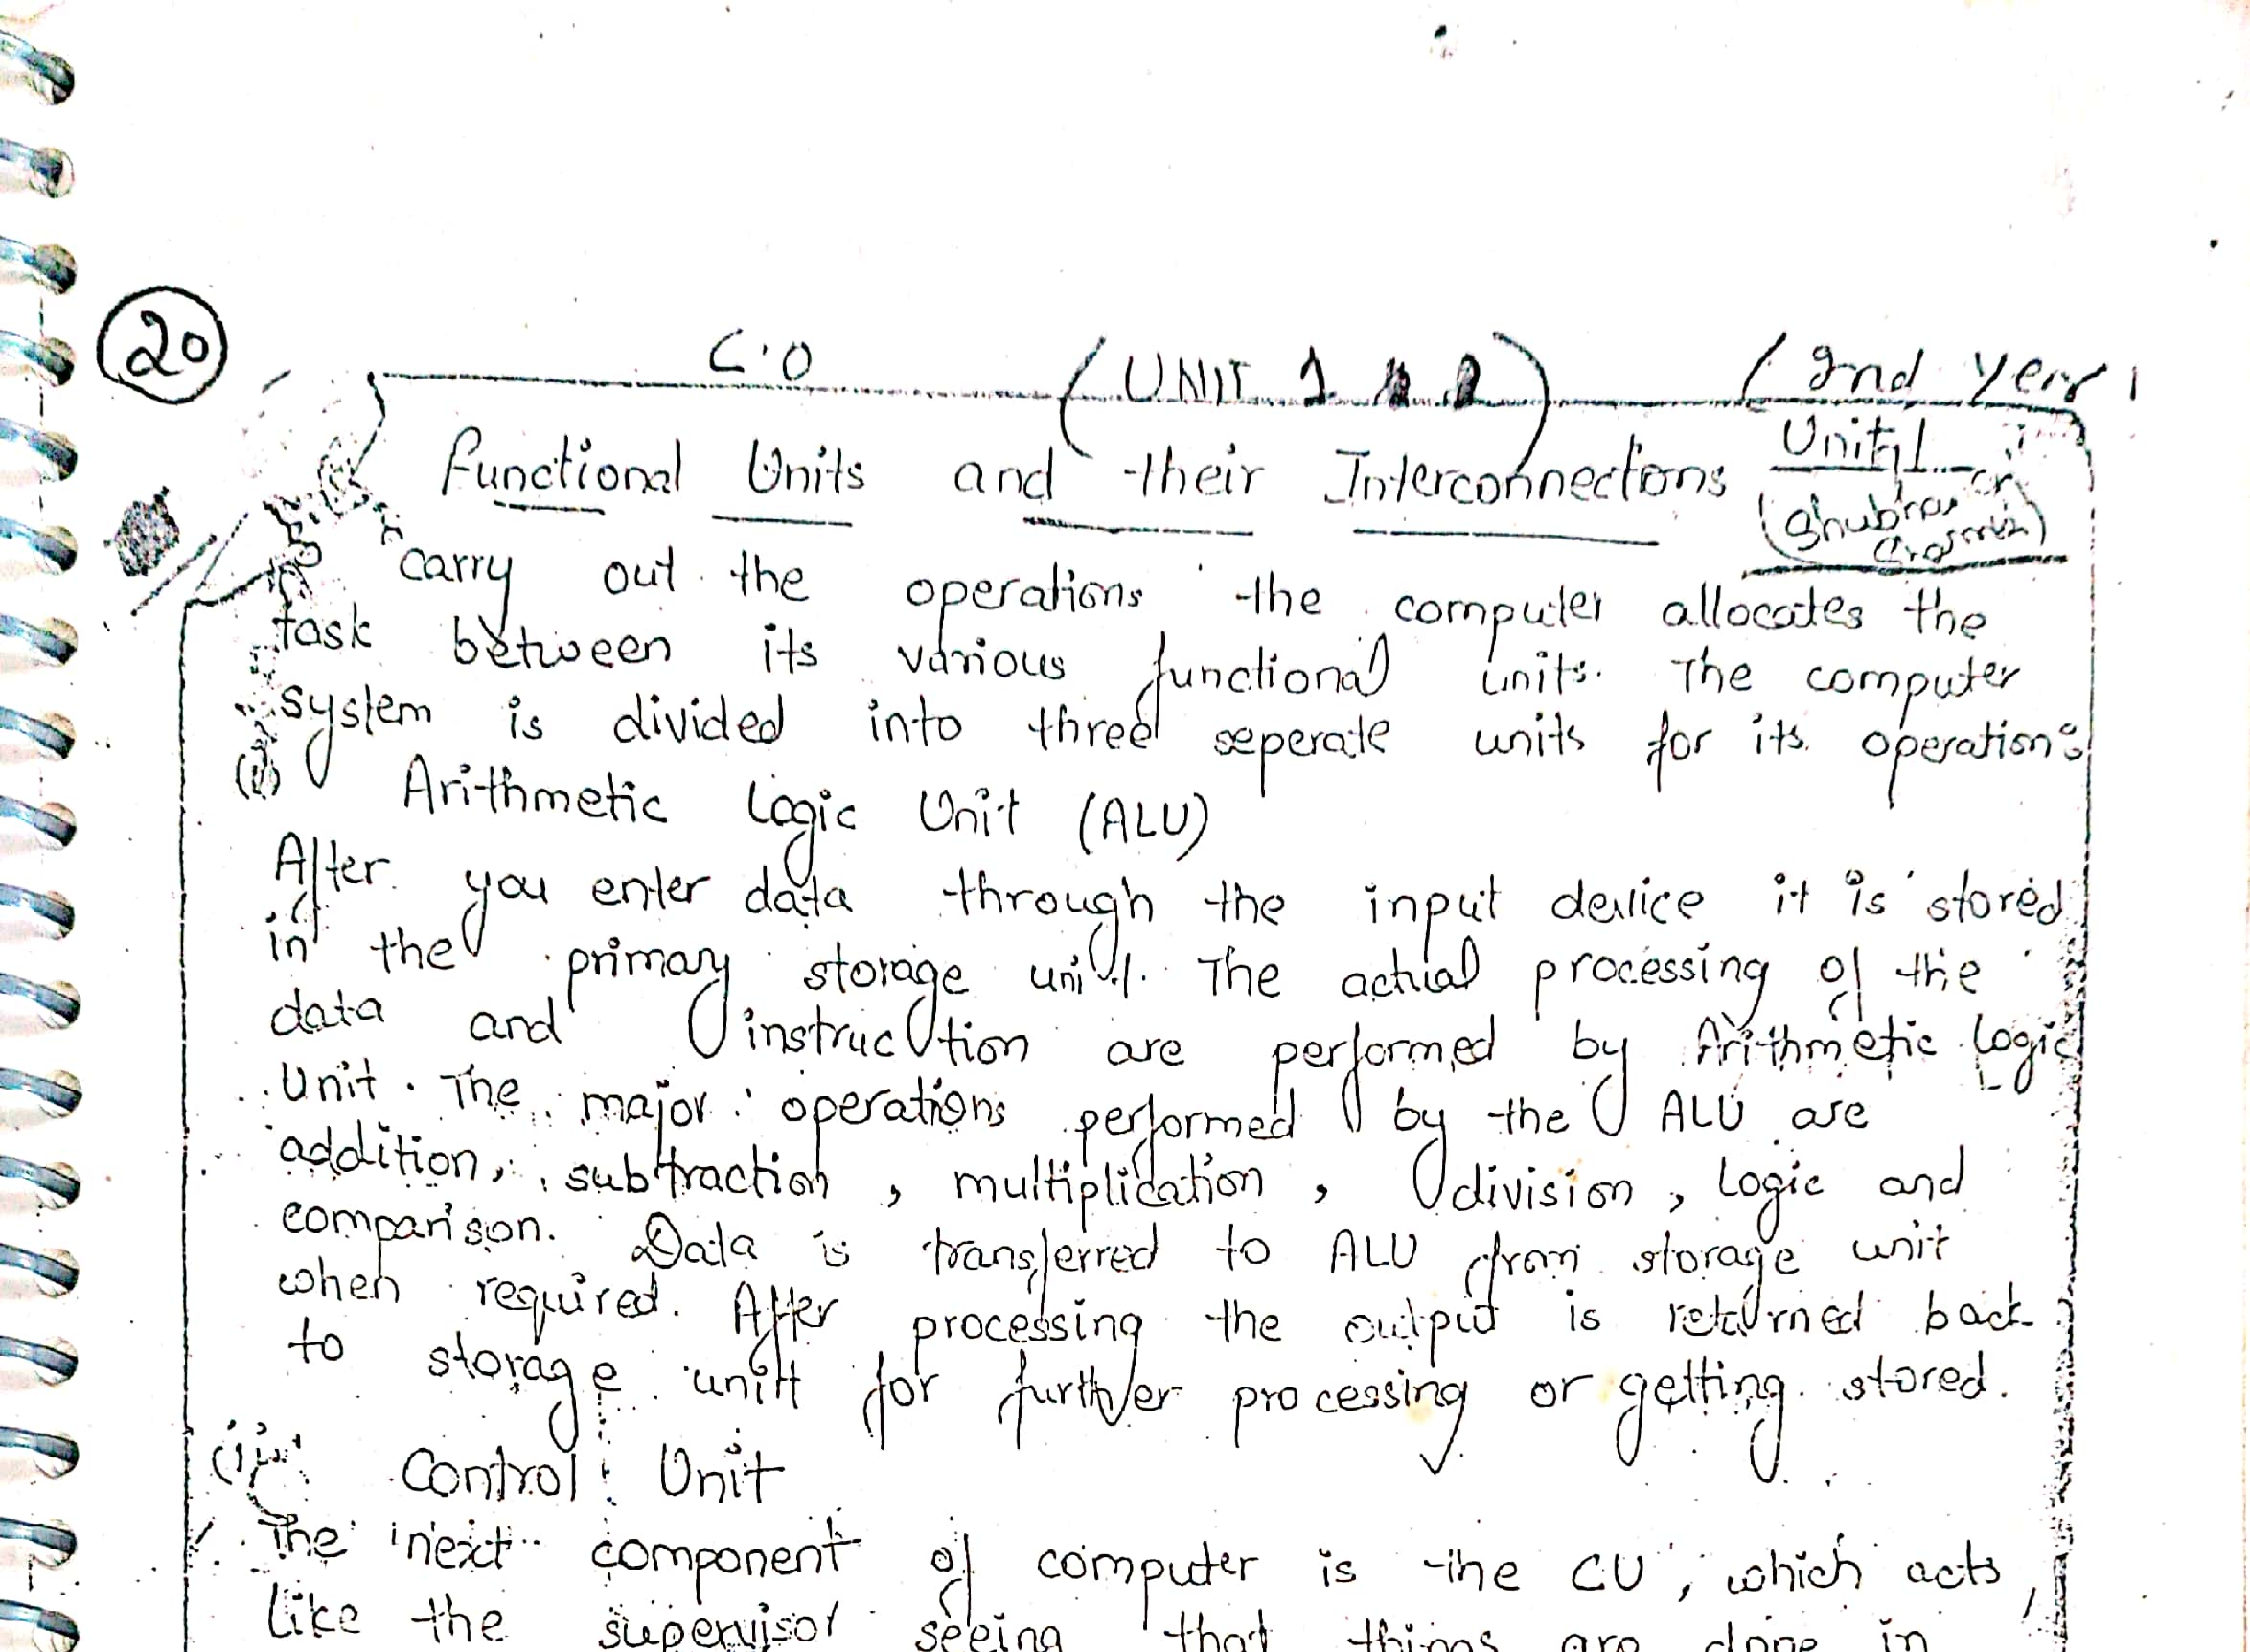 20
C.O (UNIT 1 & 2) (2nd Year
Unit 1
Functional Units and their Interconnections
carry out the operations the computer allocates the
task between its various functional units. The computer
system is divided into three seperate units for its operation:
(i) Arithmetic Logic Unit (ALU)
After you enter data through the input device it is stored
in the primary storage unit. The actual processing of the
data and instruction are performed by Arithmetic Logic
Unit. The major operations performed by the ALU are
addition, subtraction, multiplication, division, Logic and
comparison. Data is transferred to ALU from storage unit
when required. After processing the output is returned back
to storage unit for further processing or getting stored.
(ii) Control Unit
The next component of computer is the CU, which acts
like the supervisor seeing that things are done in